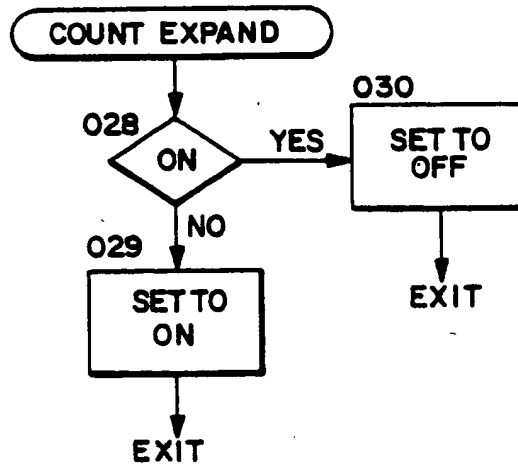 COUNT EXPAND
028
ON
YES
030
SET TO
OFF
EXIT
NO
029
SET TO
ON
EXIT